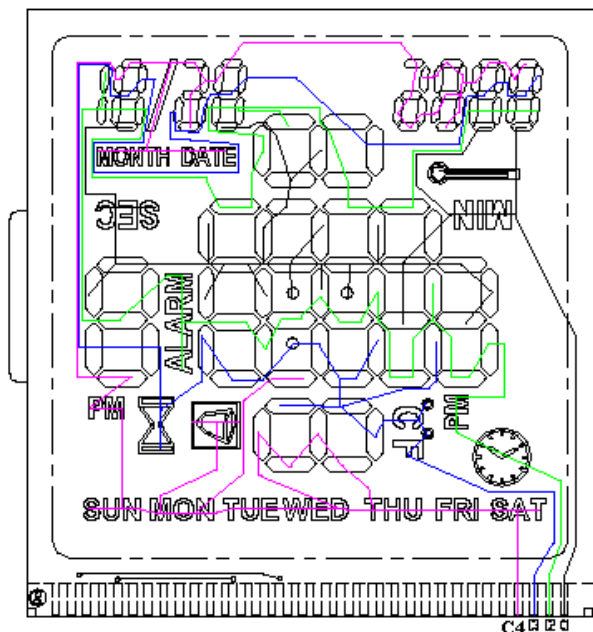 MONTH DATE
SEC
MIN
ALARM
PM
°C
°F
PM
SUN MON TUE WED THU FRI SAT
C4